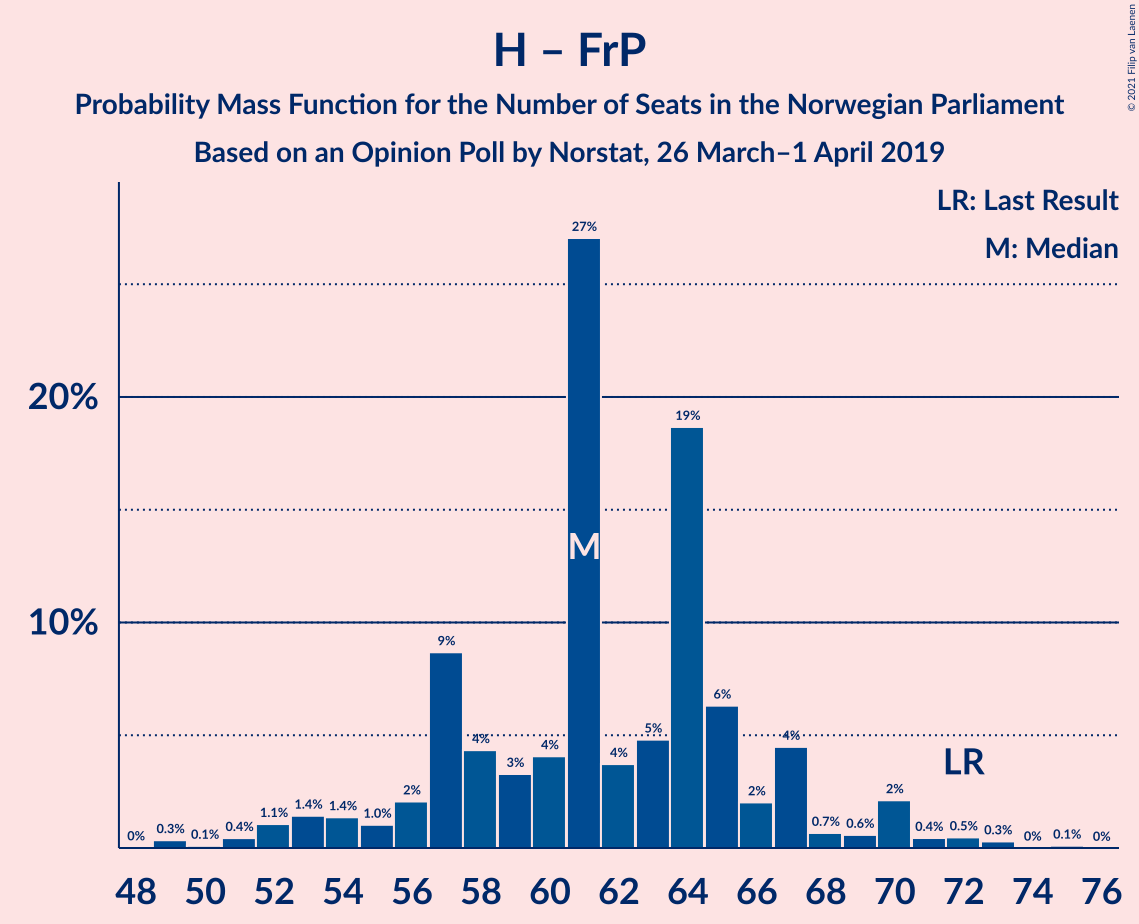 H – FrP
Probability Mass Function for the Number of Seats in the Norwegian Parliament
Based on an Opinion Poll by Norstat, 26 March–1 April 2019
© 2021 Filip van Laenen
LR: Last Result
M: Median
20%
10%
0% 0.3% 0.1% 0.4% 1.1% 1.4% 1.4% 1.0% 2% 9% 4% 3% 4% 27% 4% 5% 19% 6% 2% 4% 0.7% 0.6% 2% 0.4% 0.5% 0.3% 0% 0.1% 0%
M
LR
48 50 52 54 56 58 60 62 64 66 68 70 72 74 76